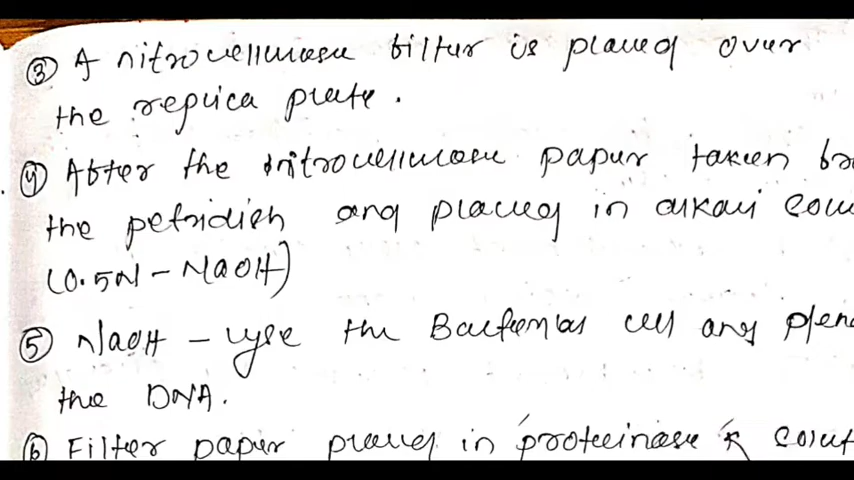 ③ A nitrocellulose filter is placed over
the replica plate.
④ After the nitrocellulose paper taken
the petridish and placed in alkali
(0.5N - NaOH)
⑤ NaOH - lyse the Bacterial cell and
the DNA.
⑥ Filter paper placed in proteinase K